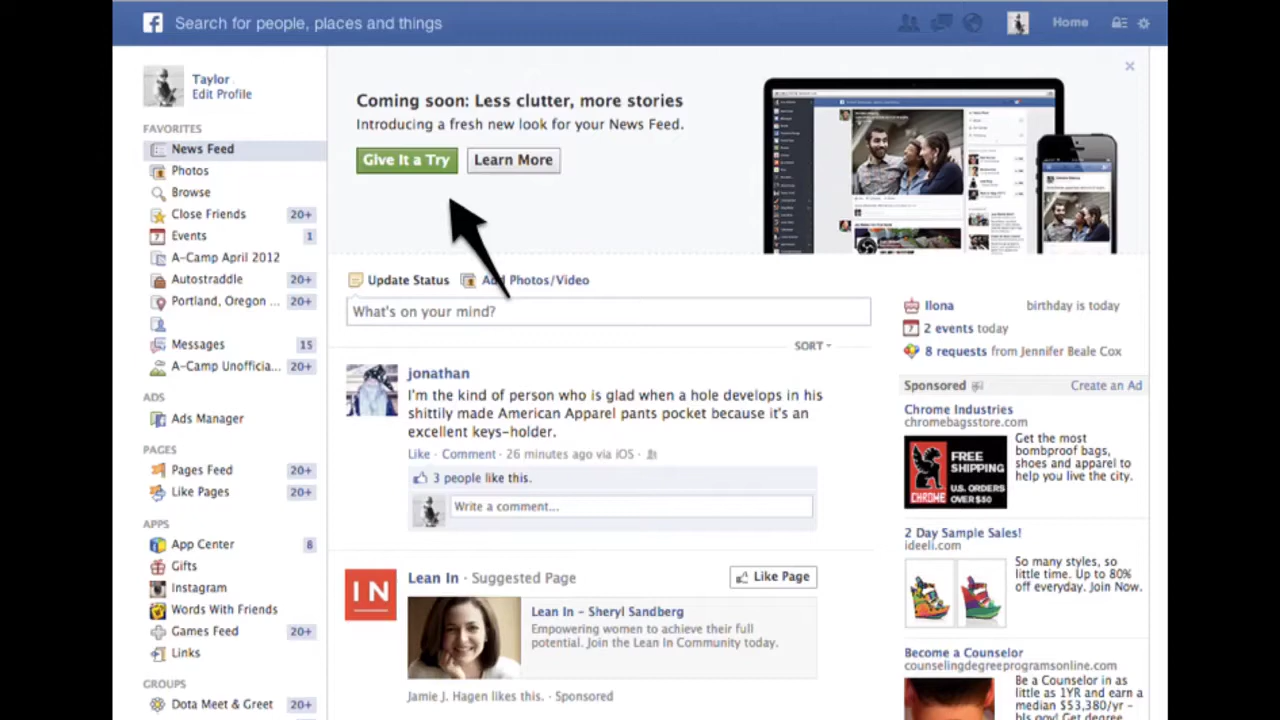 Search for people, places and things
Home
Taylor
Edit Profile
FAVORITES
News Feed
Photos
Browse
Close Friends 20+
Events 1
A-Camp April 2012
Autostraddle 20+
Portland, Oregon ... 20+
Messages 15
A-Camp Unofficia... 20+
ADS
Ads Manager
PAGES
Pages Feed 20+
Like Pages 20+
APPS
App Center 8
Gifts
Instagram
Words With Friends
Games Feed 20+
Links
GROUPS
Dota Meet & Greet 20+
Coming soon: Less clutter, more stories
Introducing a fresh new look for your News Feed.
Give It a Try
Learn More
Update Status
Add Photos/Video
What's on your mind?
SORT
jonathan
I'm the kind of person who is glad when a hole develops in his
shittily made American Apparel pants pocket because it's an
excellent keys-holder.
Like · Comment · 26 minutes ago via iOS ·
3 people like this.
Write a comment...
IN
Lean In · Suggested Page
Like Page
Lean In – Sheryl Sandberg
Empowering women to achieve their full
potential. Join the Lean In Community today.
Jamie J. Hagen likes this. · Sponsored
Ilona birthday is today
2 events today
8 requests from Jennifer Beale Cox
Sponsored
Create an Ad
Chrome Industries
chromebagsstore.com
FREE
SHIPPING
U.S. ORDERS
OVER $50
CHROME
Get the most
bombproof bags,
shoes and apparel to
help you live the city.
2 Day Sample Sales!
ideeli.com
So many styles, so
little time. Up to 80%
off everyday. Join Now.
Become a Counselor
counselingdegreeprogramsonline.com
Be a Counselor in as
little as 1YR and earn a
median $53,380/yr –